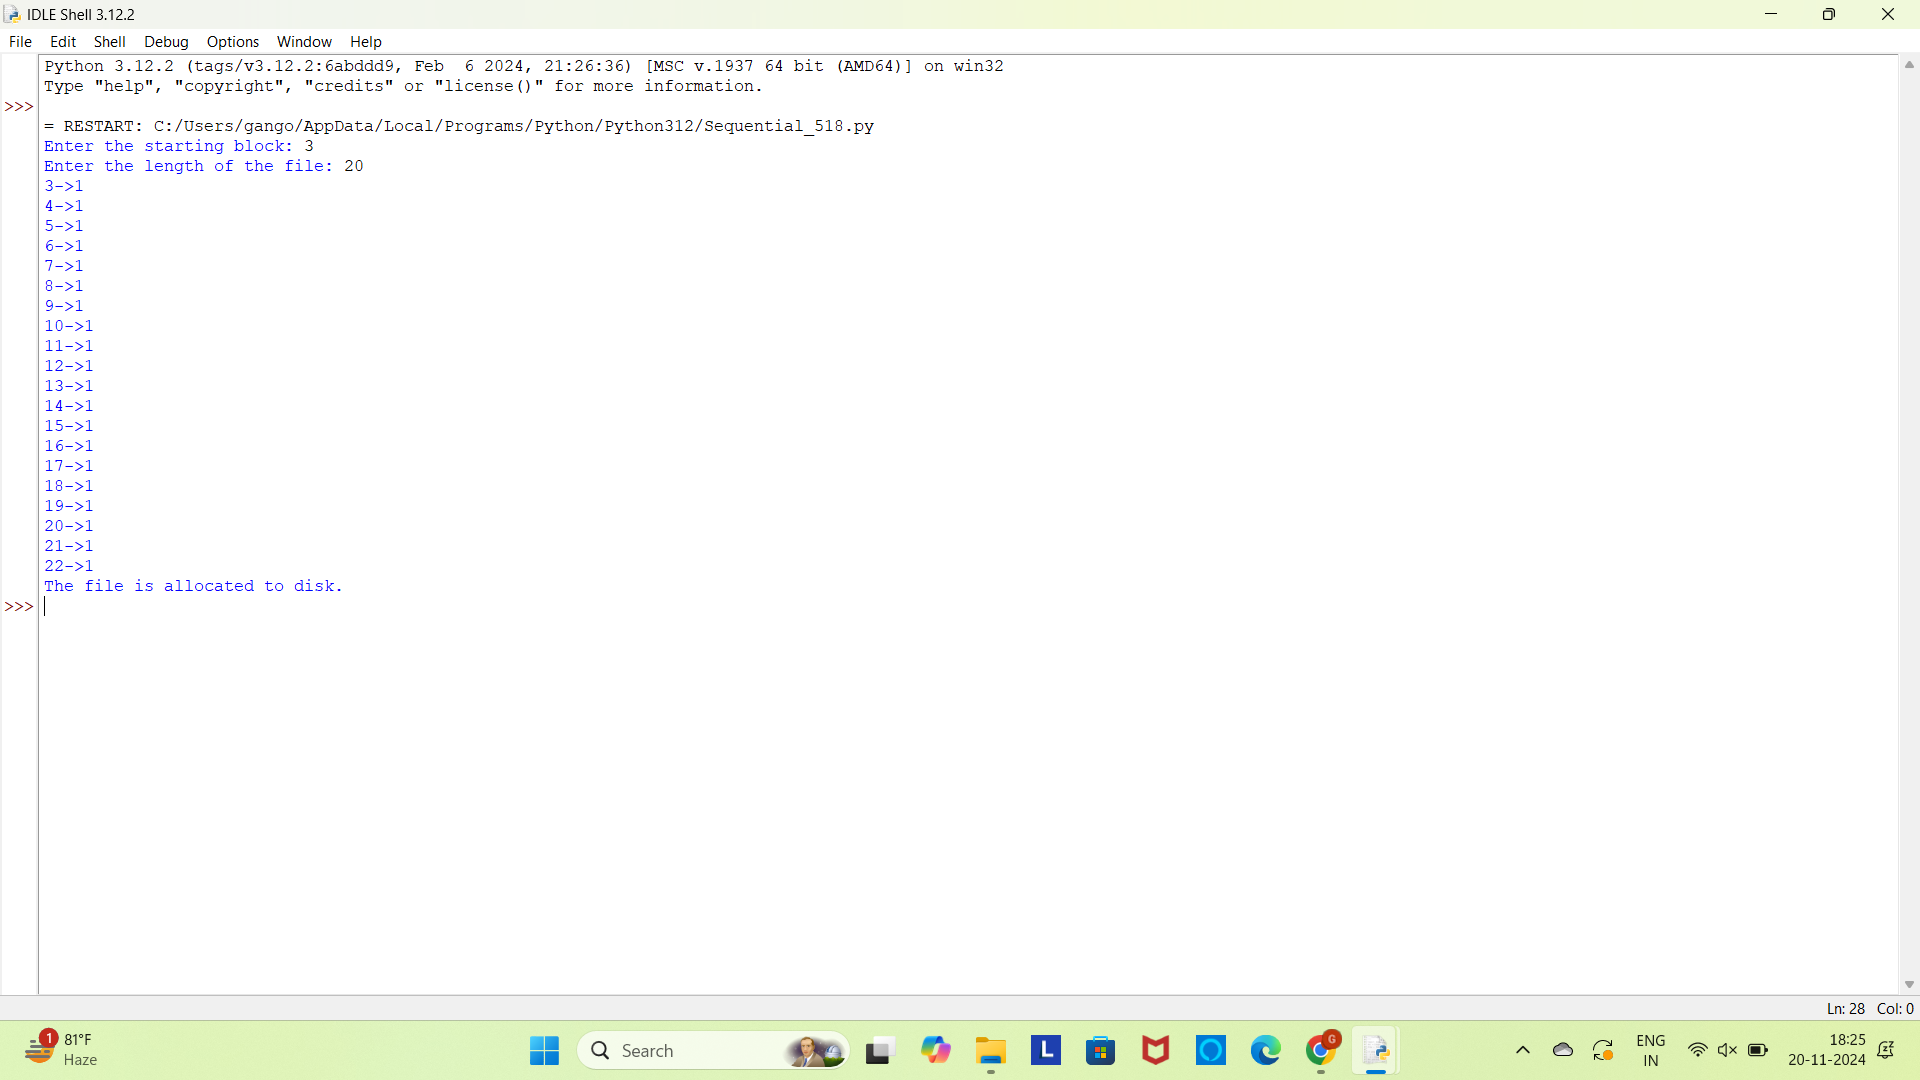 IDLE Shell 3.12.2
File Edit Shell Debug Options Window Help
Python 3.12.2 (tags/v3.12.2:6abddd9, Feb  6 2024, 21:26:36) [MSC v.1937 64 bit (AMD64)] on win32
Type "help", "copyright", "credits" or "license()" for more information.
>>>
= RESTART: C:/Users/gango/AppData/Local/Programs/Python/Python312/Sequential_518.py
Enter the starting block: 3
Enter the length of the file: 20
3->1
4->1
5->1
6->1
7->1
8->1
9->1
10->1
11->1
12->1
13->1
14->1
15->1
16->1
17->1
18->1
19->1
20->1
21->1
22->1
The file is allocated to disk.
>>>
Ln: 28 Col: 0
1
81°F
Haze
Search
L
G
ENG
IN
18:25
20-11-2024